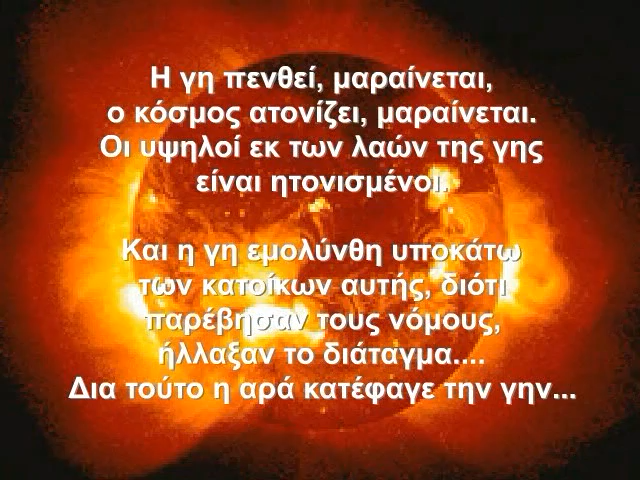 Η γη πενθεί, μαραίνεται,
ο κόσμος ατονίζει, μαραίνεται.
Οι υψηλοί εκ των λαών της γης
είναι ητονισμένοι.
Και η γη εμολύνθη υποκάτω
των κατοίκων αυτής, διότι
παρέβησαν τους νόμους,
ήλλαξαν το διάταγμα....
Δια τούτο η αρά κατέφαγε την γην...